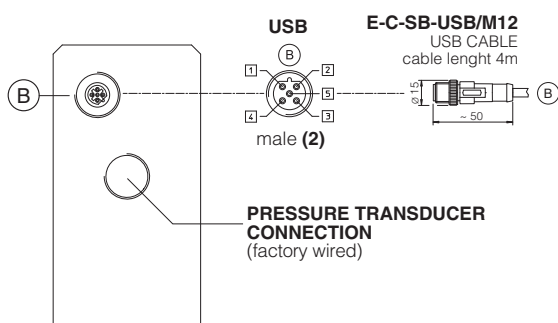 USB
E-C-SB-USB/M12
USB CABLE
cable lenght 4m
B
1
2
B
5
4
3
male (2)
Ø 15
~ 50
B
PRESSURE TRANSDUCER
CONNECTION
(factory wired)